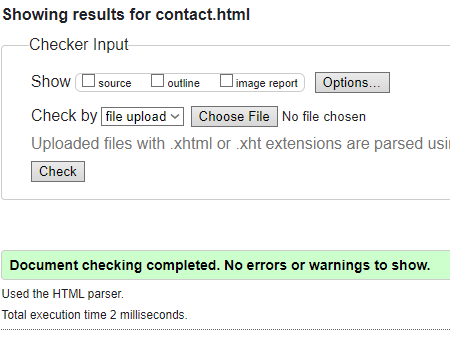 Showing results for contact.html
Checker Input
Show source outline image report Options...
Check by file upload Choose File No file chosen
Uploaded files with .xhtml or .xht extensions are parsed
Check
Document checking completed. No errors or warnings to show.
Used the HTML parser.
Total execution time 2 milliseconds.